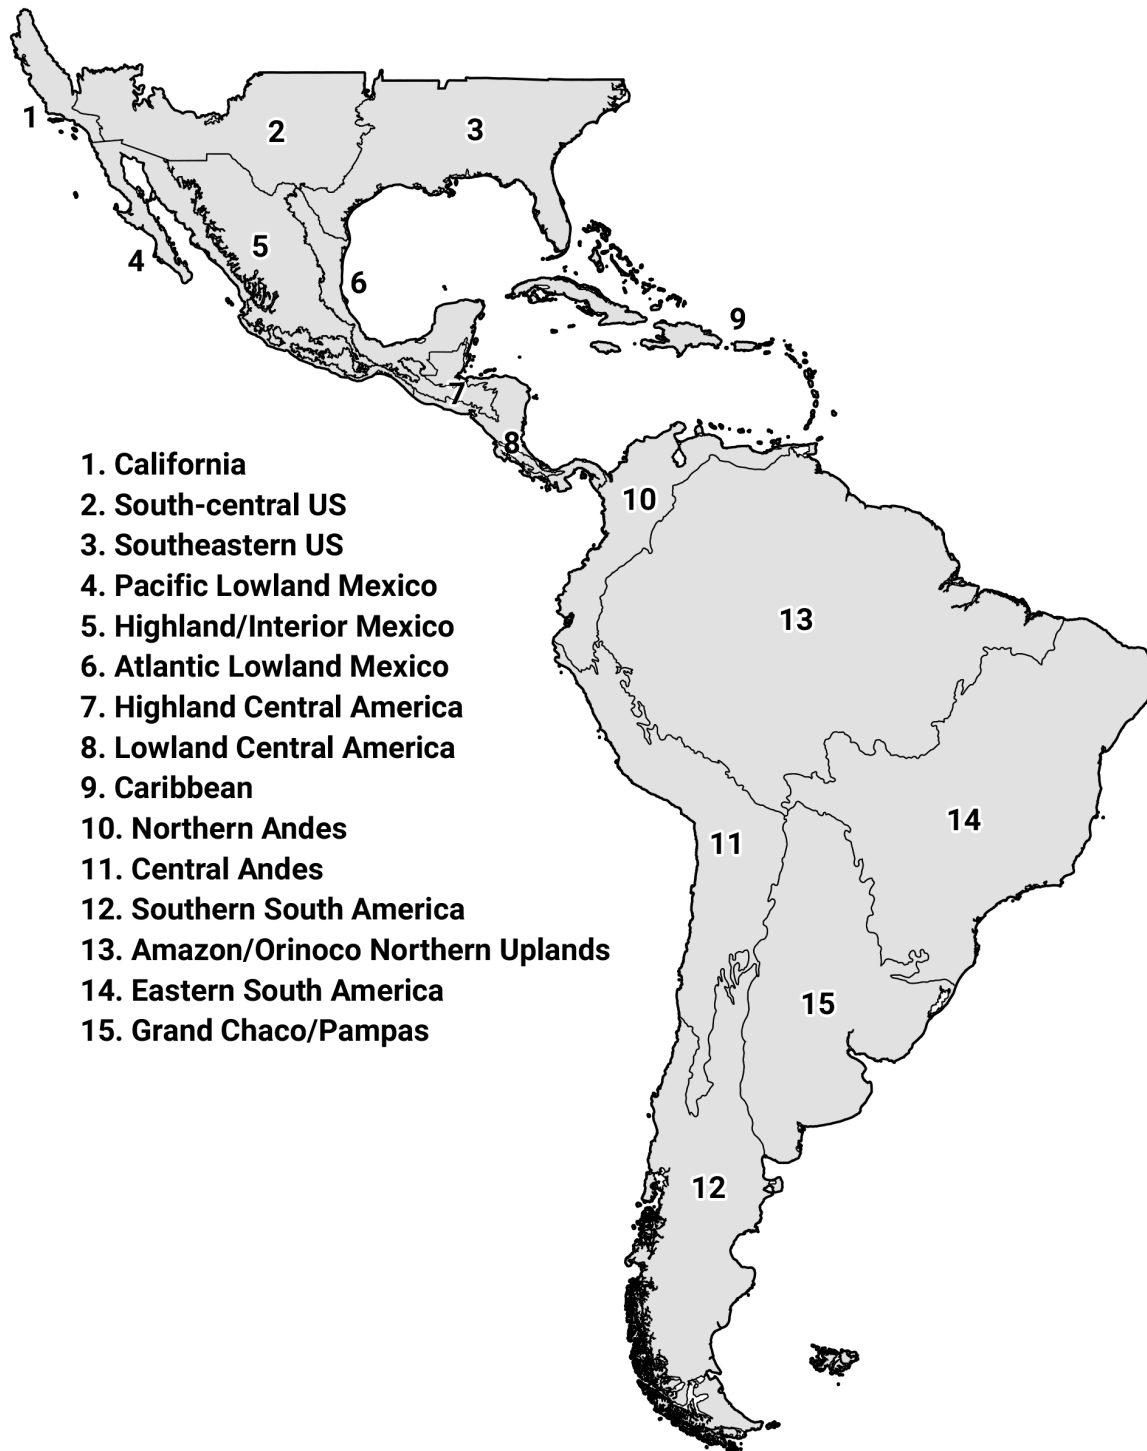 1
2
3
4
5
6
7
8
9
10
11
12
13
14
15
1. California
2. South-central US
3. Southeastern US
4. Pacific Lowland Mexico
5. Highland/Interior Mexico
6. Atlantic Lowland Mexico
7. Highland Central America
8. Lowland Central America
9. Caribbean
10. Northern Andes
11. Central Andes
12. Southern South America
13. Amazon/Orinoco Northern Uplands
14. Eastern South America
15. Grand Chaco/Pampas